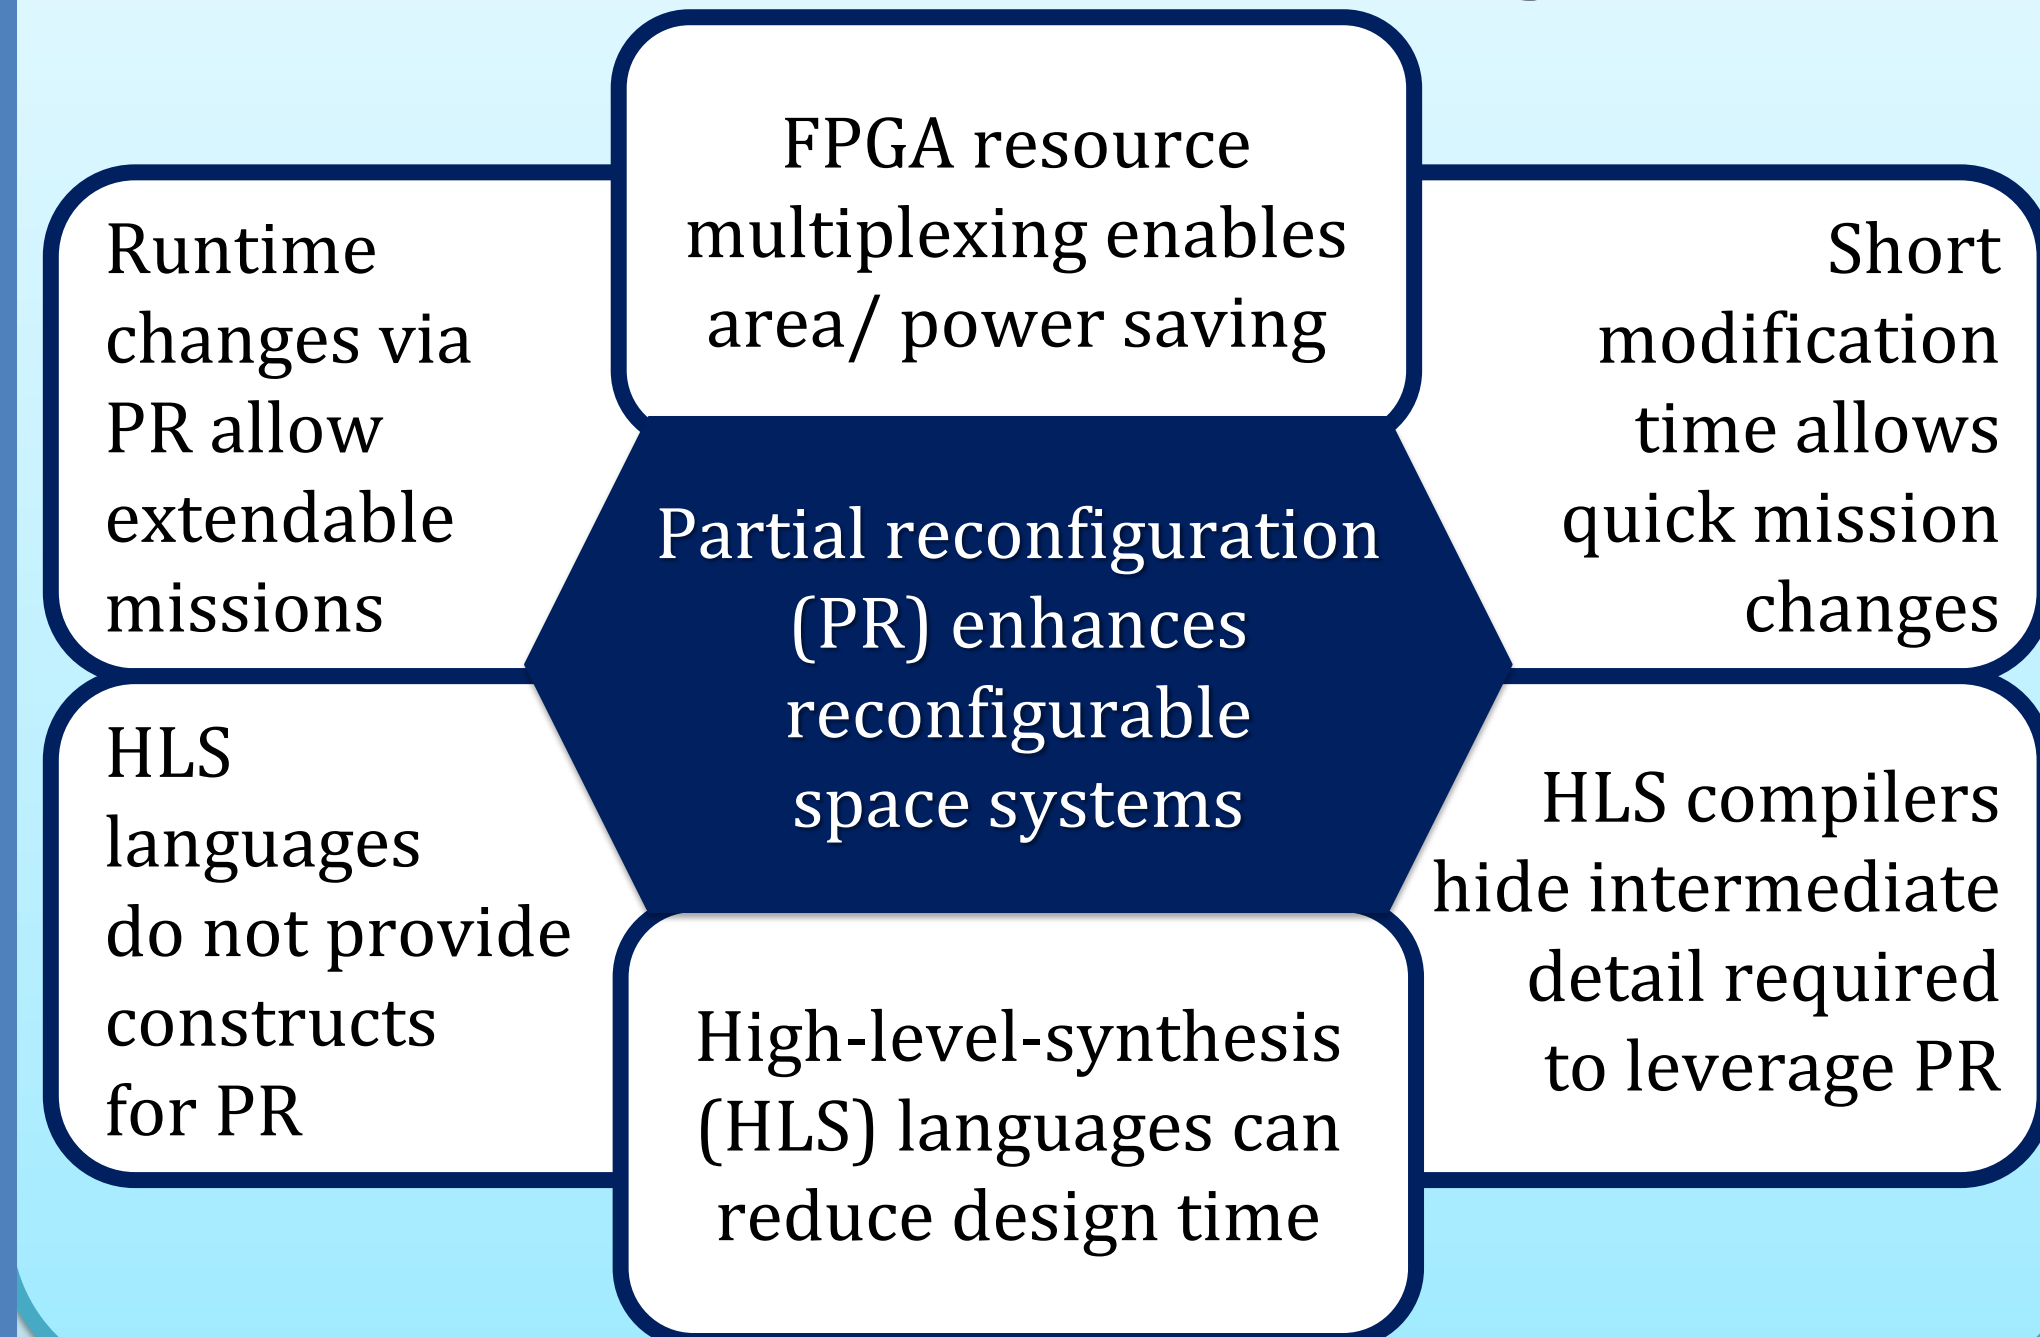 FPGA resource
multiplexing enables
area/ power saving
Runtime
changes via
PR allow
extendable
missions
Short
modification
time allows
quick mission
changes
Partial reconfiguration
(PR) enhances
reconfigurable
space systems
HLS
languages
do not provide
constructs
for PR
HLS compilers
hide intermediate
detail required
to leverage PR
High-level-synthesis
(HLS) languages can
reduce design time